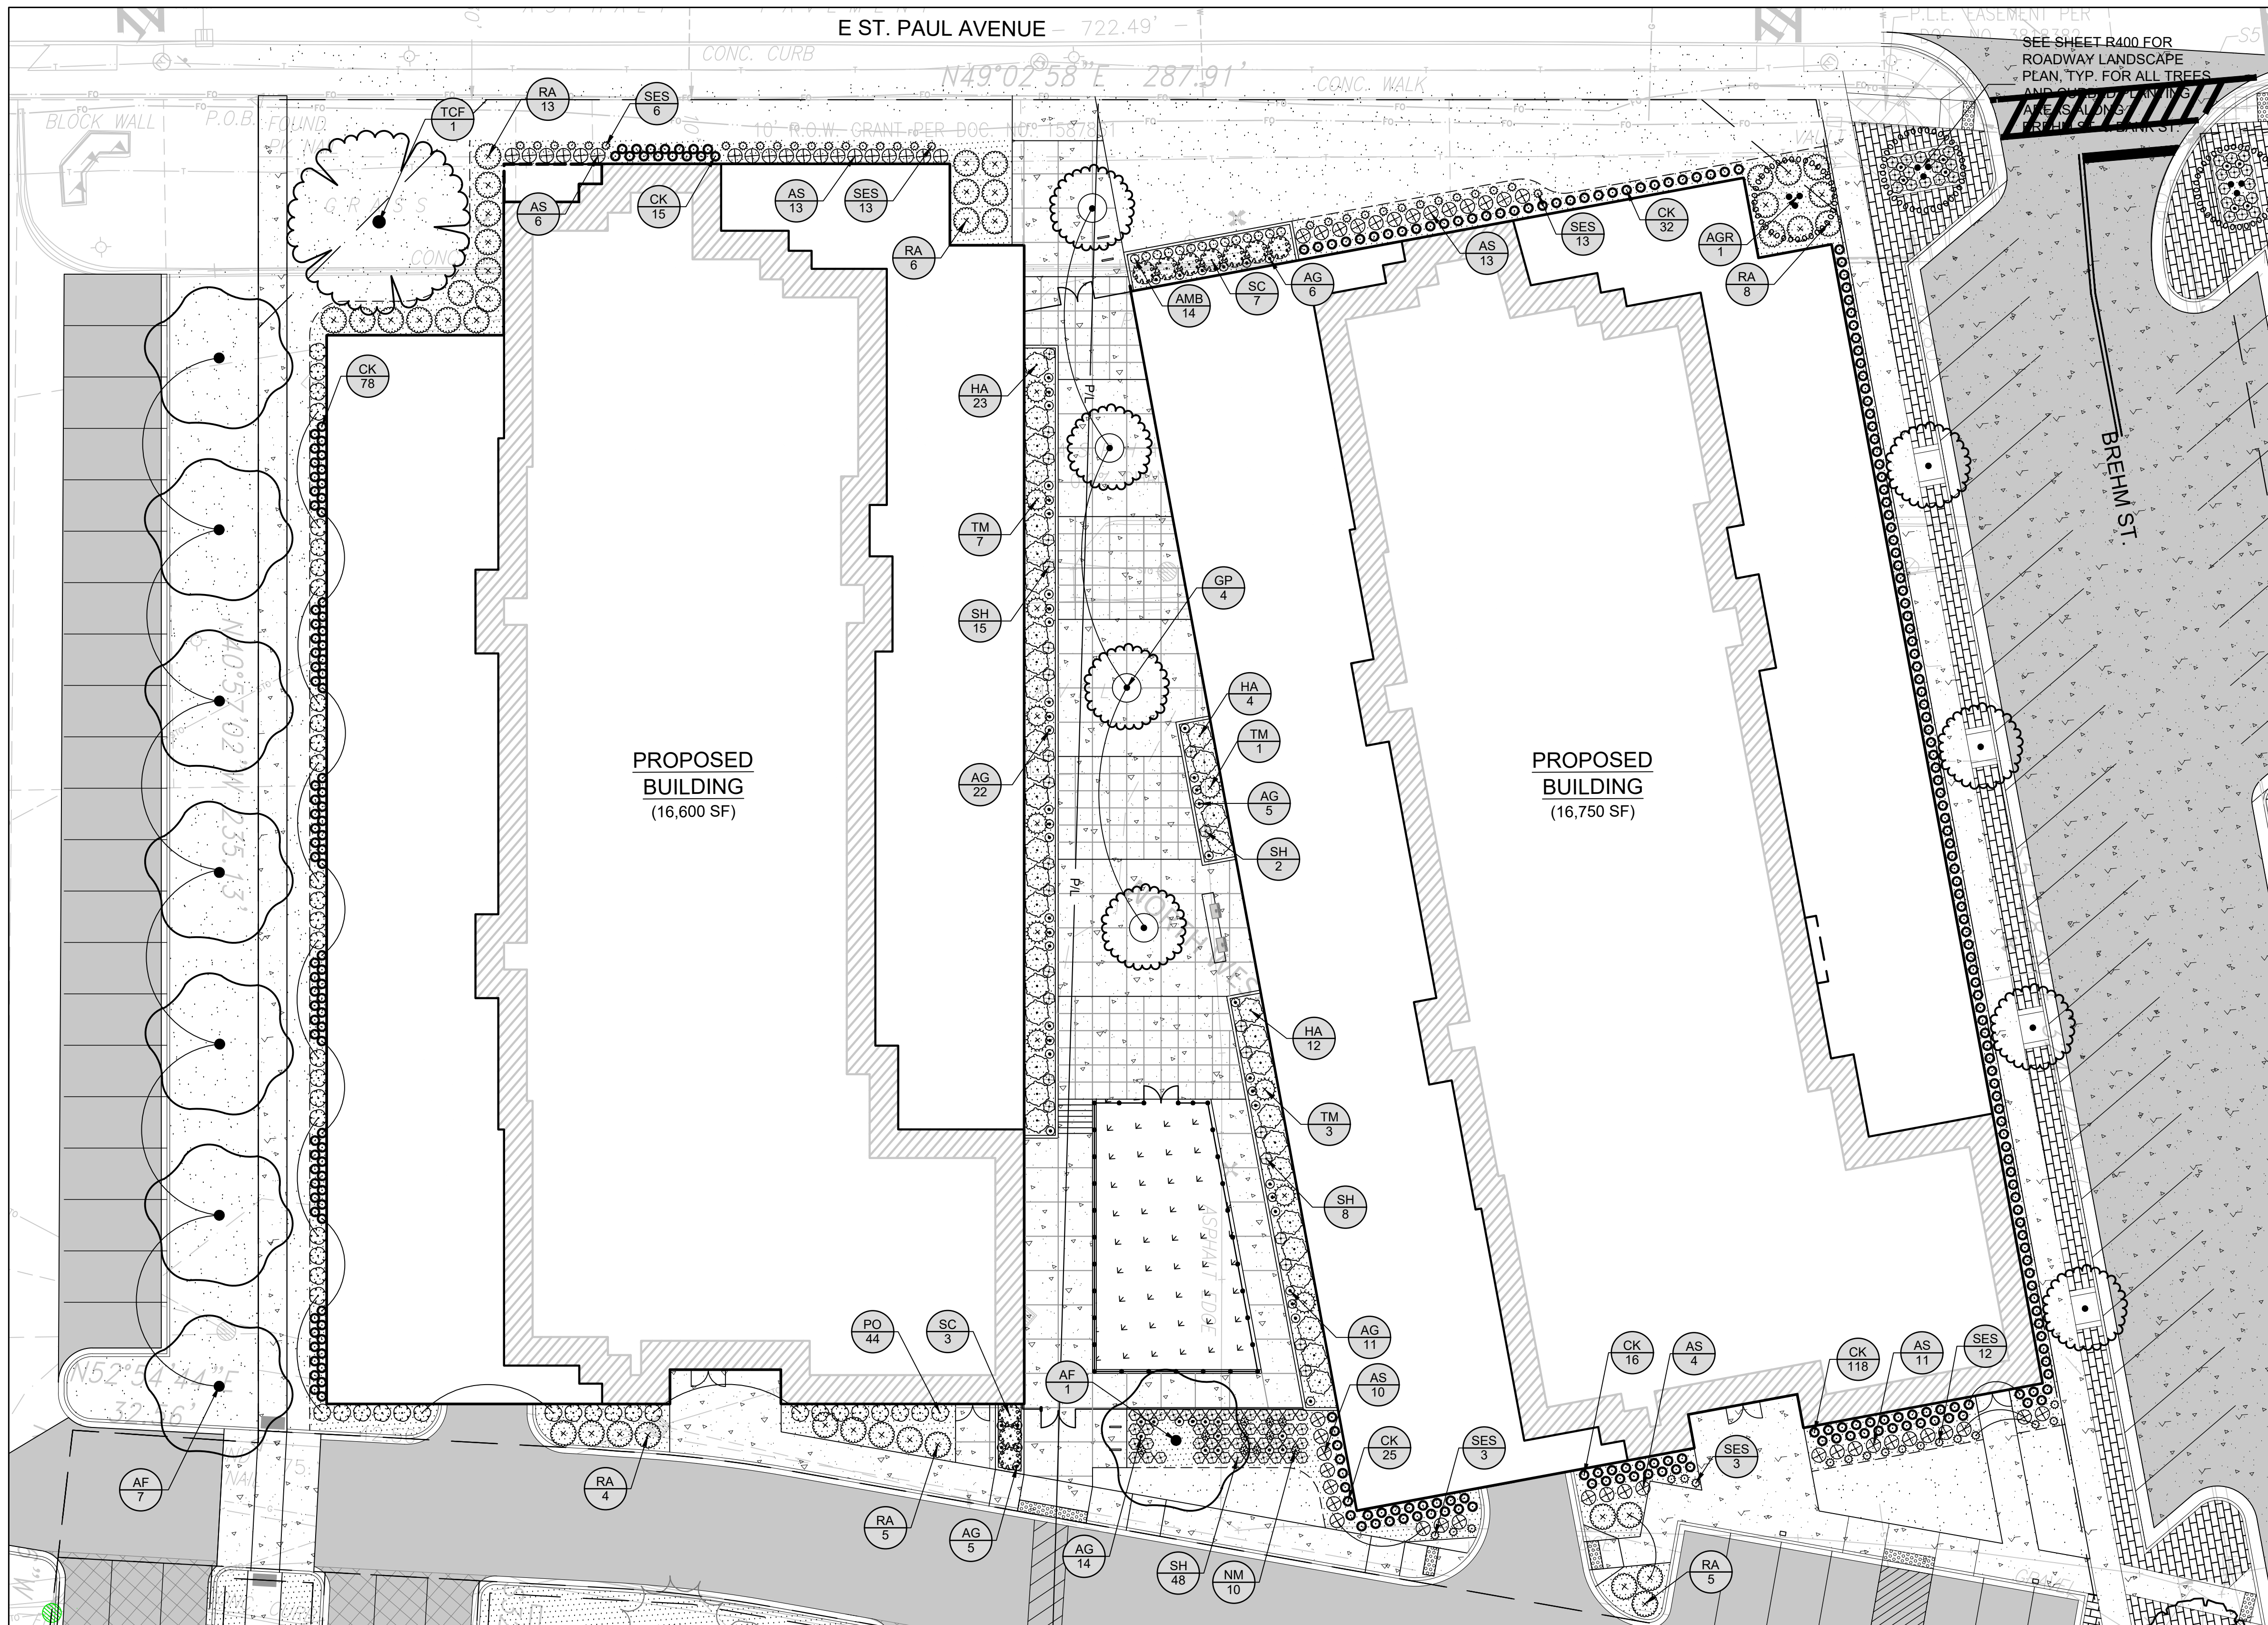 E ST. PAUL AVENUE
722.49'
P.L.E. EASEMENT PER
SEE SHEET R400 FOR
ROADWAY LANDSCAPE
PLAN, TYP. FOR ALL TREES
CONC. CURB
N49°02'58"E 287.91'
CONC. WALK
BLOCK WALL
P.O.B.
FOUND
10' R.O.W. GRANT PER DOC. NO.
VAULT
TCF
1
RA
13
SES
6
AS
6
CK
15
AS
13
SES
13
RA
6
GRASS
AMB
14
SC
7
AG
6
AS
13
SES
13
CK
32
AGR
1
RA
8
CK
78
HA
23
P/L
TM
7
SH
15
GP
4
BREHM ST.
N40°57'02"W 235.13'
HA
4
TM
1
AG
22
AG
5
SH
2
PROPOSED
BUILDING
(16,600 SF)
PROPOSED
BUILDING
(16,750 SF)
P/L
HA
12
TM
3
SH
8
ASPHALT EDGE
AG
11
PO
44
SC
3
AF
1
AS
10
CK
25
SES
3
CK
16
AS
4
SES
3
CK
118
AS
11
SES
12
N52°54'44"E
AF
7
RA
4
RA
5
AG
5
AG
14
SH
48
NM
10
RA
5